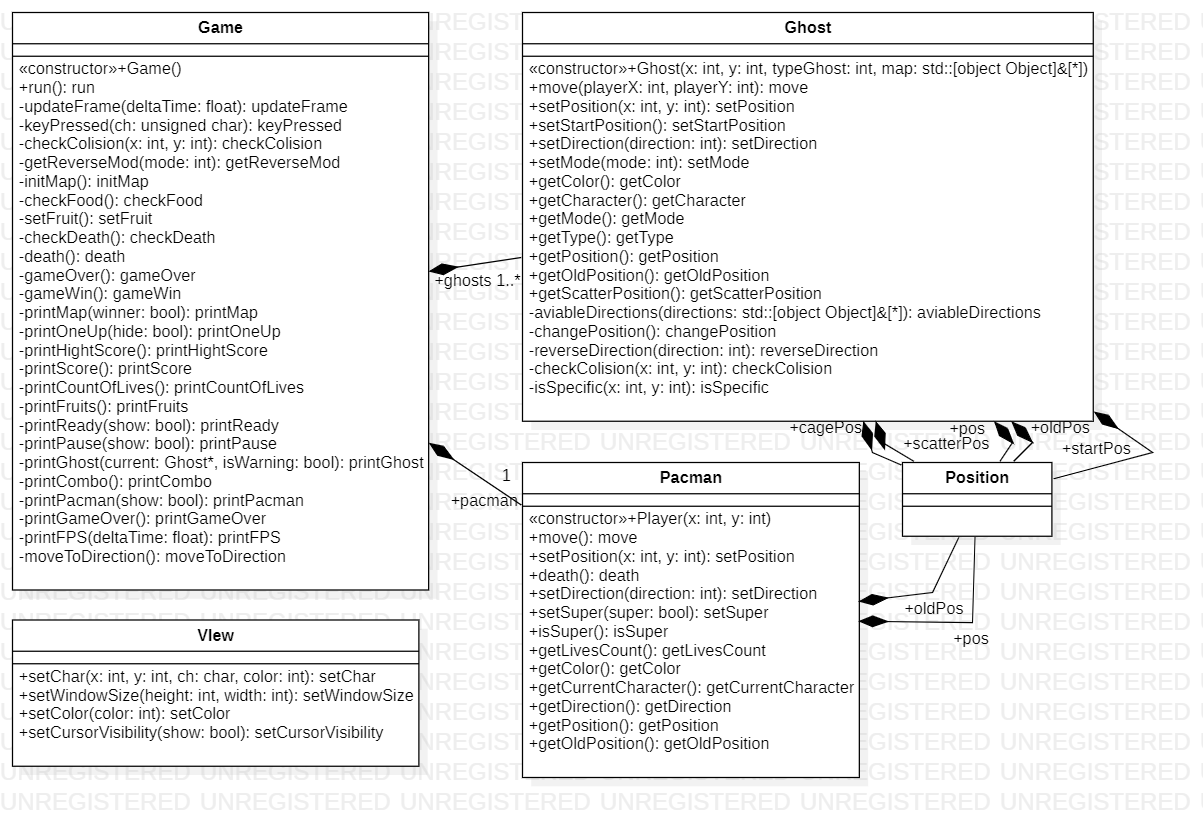 Game
«constructor»+Game()
+run(): run
-updateFrame(deltaTime: float): updateFrame
-keyPressed(ch: unsigned char): keyPressed
-checkColision(x: int, y: int): checkColision
-getReverseMod(mode: int): getReverseMod
-initMap(): initMap
-checkFood(): checkFood
-setFruit(): setFruit
-checkDeath(): checkDeath
-death(): death
-gameOver(): gameOver
-gameWin(): gameWin
-printMap(winner: bool): printMap
-printOneUp(hide: bool): printOneUp
-printHightScore(): printHightScore
-printScore(): printScore
-printCountOfLives(): printCountOfLives
-printFruits(): printFruits
-printReady(show: bool): printReady
-printPause(show: bool): printPause
-printGhost(current: Ghost*, isWarning: bool): printGhost
-printCombo(): printCombo
-printPacman(show: bool): printPacman
-printGameOver(): printGameOver
-printFPS(deltaTime: float): printFPS
-moveToDirection(): moveToDirection
Ghost
«constructor»+Ghost(x: int, y: int, typeGhost: int, map: std::[object Object]&[*])
+move(playerX: int, playerY: int): move
+setPosition(x: int, y: int): setPosition
+setStartPosition(): setStartPosition
+setDirection(direction: int): setDirection
+setMode(mode: int): setMode
+getColor(): getColor
+getCharacter(): getCharacter
+getMode(): getMode
+getType(): getType
+getPosition(): getPosition
+getOldPosition(): getOldPosition
+getScatterPosition(): getScatterPosition
-aviableDirections(directions: std::[object Object]&[*]): aviableDirections
-changePosition(): changePosition
-reverseDirection(direction: int): reverseDirection
-checkColision(x: int, y: int): checkColision
-isSpecific(x: int, y: int): isSpecific
+ghosts 1..*
+cagePos
+scatterPos
+pos
+oldPos
+startPos
1
+pacman
Pacman
«constructor»+Player(x: int, y: int)
+move(): move
+setPosition(x: int, y: int): setPosition
+death(): death
+setDirection(direction: int): setDirection
+setSuper(super: bool): setSuper
+isSuper(): isSuper
+getLivesCount(): getLivesCount
+getColor(): getColor
+getCurrentCharacter(): getCurrentCharacter
+getDirection(): getDirection
+getPosition(): getPosition
+getOldPosition(): getOldPosition
Position
+oldPos
+pos
VIew
+setChar(x: int, y: int, ch: char, color: int): setChar
+setWindowSize(height: int, width: int): setWindowSize
+setColor(color: int): setColor
+setCursorVisibility(show: bool): setCursorVisibility
UNREGISTERED UNREGISTERED UNREGISTERED UNREGISTERED UNREGISTERED UNREGISTERED